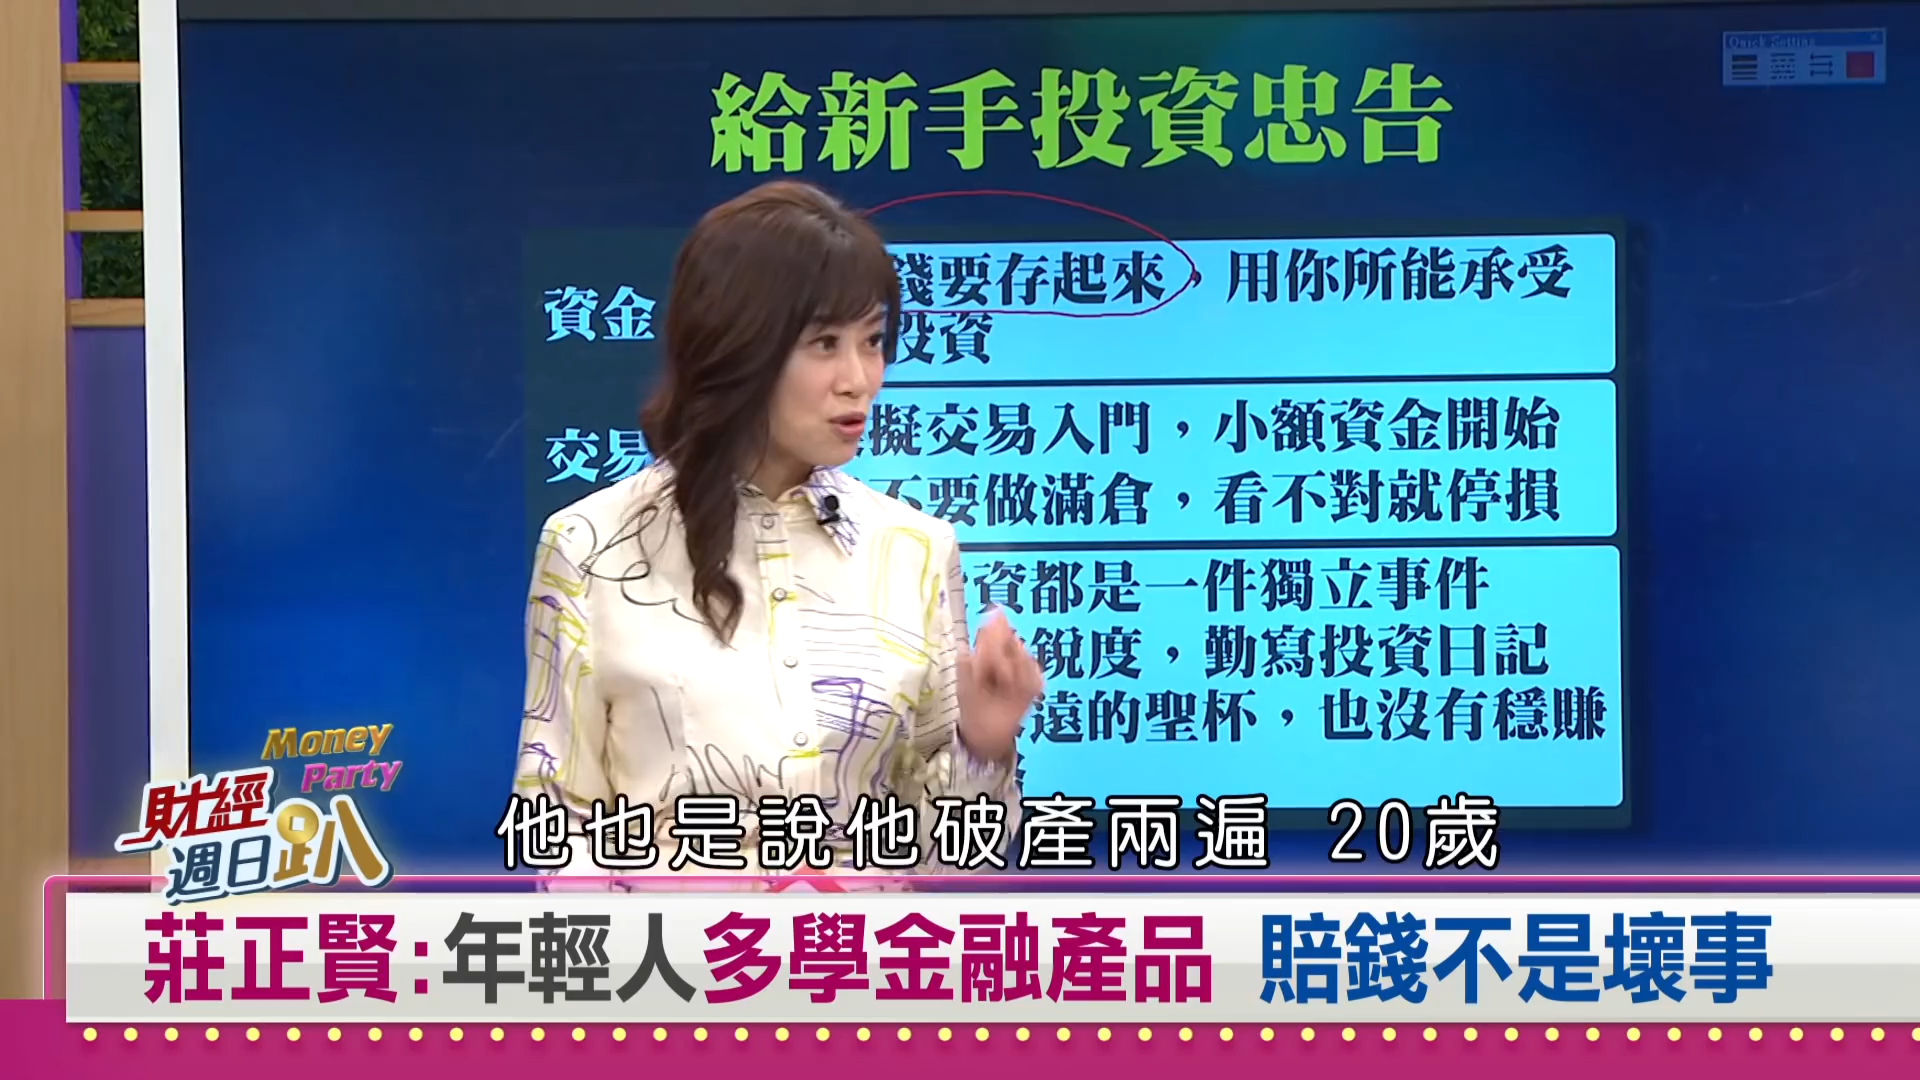 Quick Setting
給新手投資忠告
資金
錢要存起來，用你所能承受
投資
交易
擬交易入門，小額資金開始
不要做滿倉，看不對就停損
資都是一件獨立事件
銳度，勤寫投資日記
遠的聖杯，也沒有穩賺
Money
Party
財經
週日趴
他也是說他破產兩遍 20歲
莊正賢:年輕人多學金融產品 賠錢不是壞事